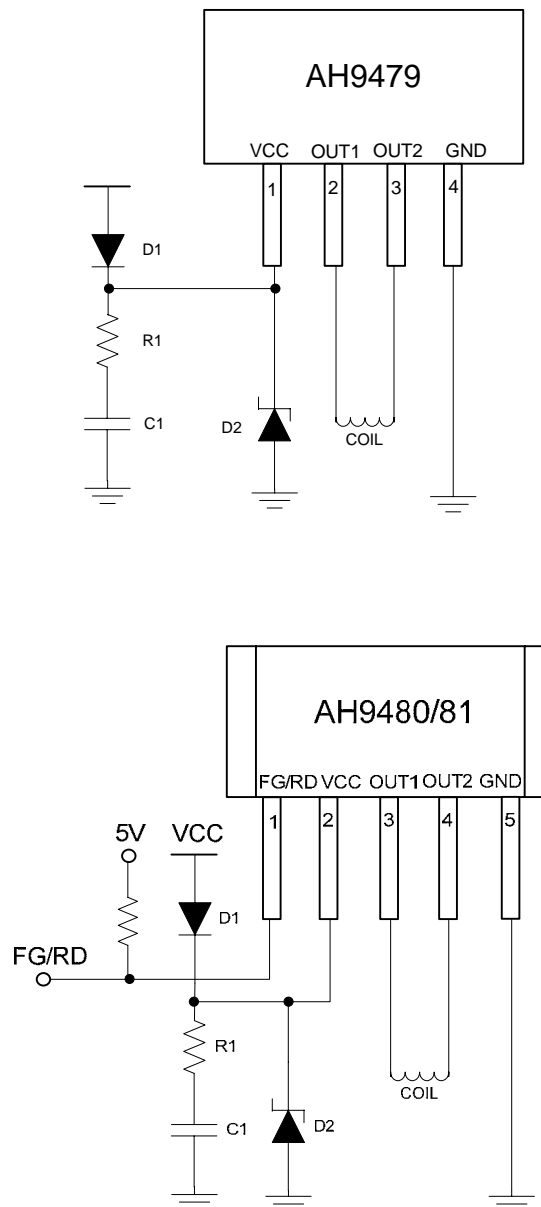 AH9479
VCC OUT1 OUT2 GND
1 2 3 4
D1
R1
C1 D2
COIL
AH9480/81
FG/RD VCC OUT1 OUT2 GND
1 2 3 4 5
5V VCC
D1
FG/RD
R1
C1 D2
COIL